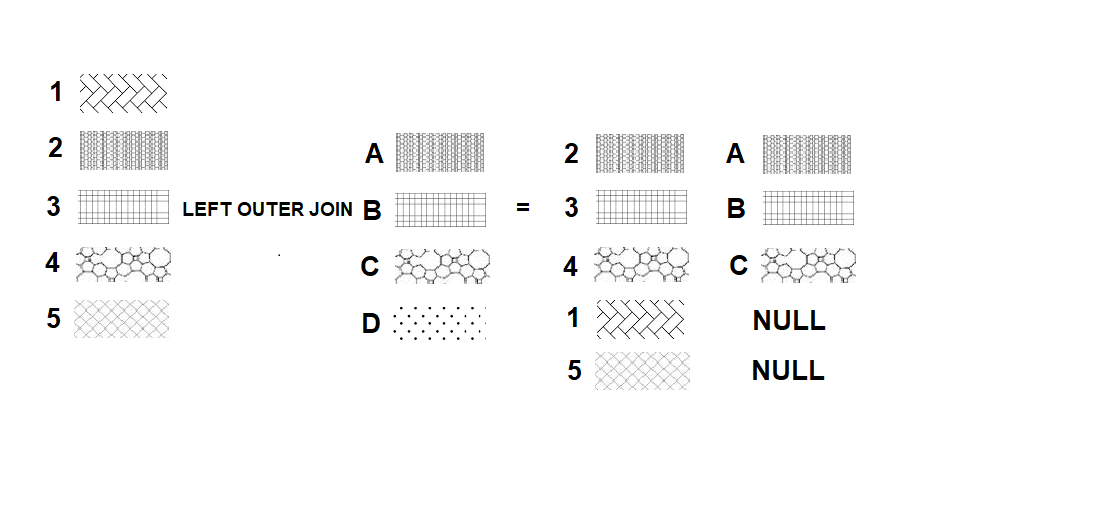 1
2 A 2 A
3 LEFT OUTER JOIN B = 3 B
4 C 4 C
5 D 1 NULL
5 NULL